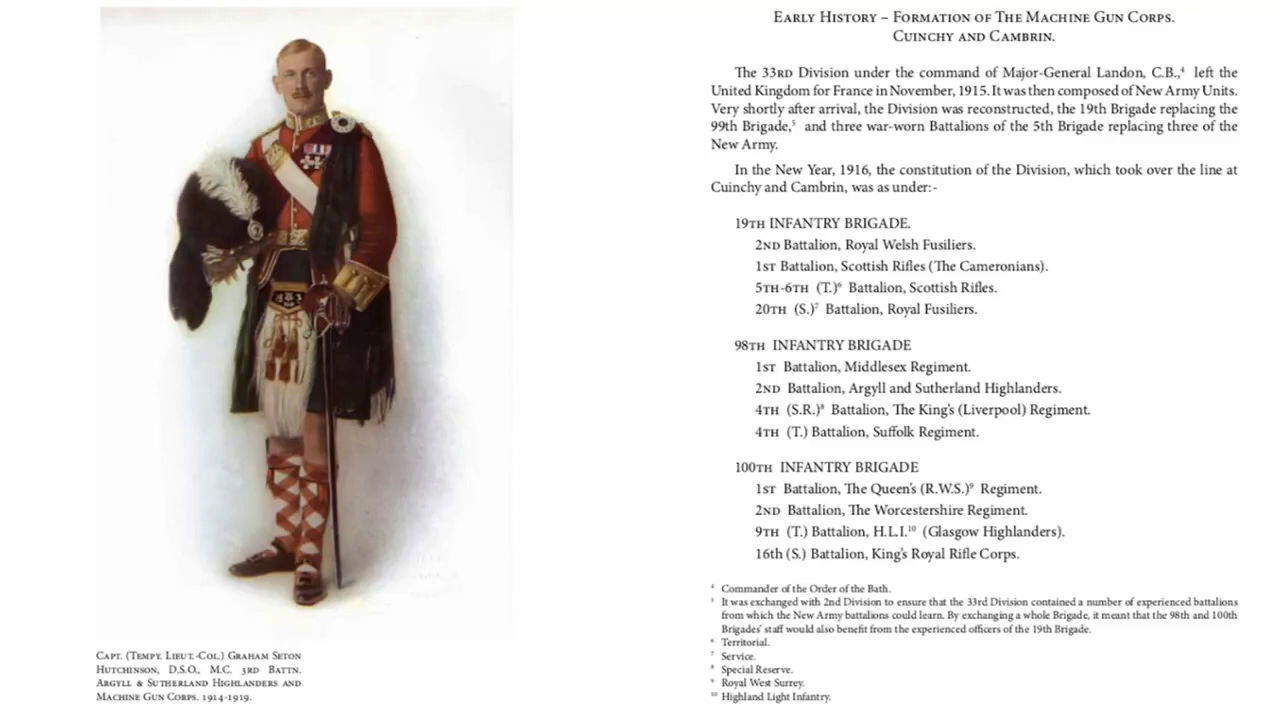 CAPT. (TEMPY. LIEUT.-COL.) GRAHAM SETON
HUTCHINSON, D.S.O., M.C. 3RD BATTN.
ARGYLL & SUTHERLAND HIGHLANDERS AND
MACHINE GUN CORPS. 1914-1919.
EARLY HISTORY – FORMATION OF THE MACHINE GUN CORPS.
CUINCHY AND CAMBRIN.
The 33RD Division under the command of Major-General Landon, C.B.,⁴ left the
United Kingdom for France in November, 1915. It was then composed of New Army Units.
Very shortly after arrival, the Division was reconstructed, the 19th Brigade replacing the
99th Brigade,⁵ and three war-worn Battalions of the 5th Brigade replacing three of the
New Army.
In the New Year, 1916, the constitution of the Division, which took over the line at
Cuinchy and Cambrin, was as under:-
19TH INFANTRY BRIGADE.
2ND Battalion, Royal Welsh Fusiliers.
1ST Battalion, Scottish Rifles (The Cameronians).
5TH-6TH (T.)⁶ Battalion, Scottish Rifles.
20TH (S.)⁷ Battalion, Royal Fusiliers.
98TH INFANTRY BRIGADE
1ST Battalion, Middlesex Regiment.
2ND Battalion, Argyll and Sutherland Highlanders.
4TH (S.R.)⁸ Battalion, The King's (Liverpool) Regiment.
4TH (T.) Battalion, Suffolk Regiment.
100TH INFANTRY BRIGADE
1ST Battalion, The Queen's (R.W.S.)⁹ Regiment.
2ND Battalion, The Worcestershire Regiment.
9TH (T.) Battalion, H.L.I.¹⁰ (Glasgow Highlanders).
16th (S.) Battalion, King's Royal Rifle Corps.
⁴ Commander of the Order of the Bath.
⁵ It was exchanged with 2nd Division to ensure that the 33rd Division contained a number of experienced battalions
from which the New Army battalions could learn. By exchanging a whole Brigade, it meant that the 98th and 100th
Brigades' staff would also benefit from the experienced officers of the 19th Brigade.
⁶ Territorial.
⁷ Service.
⁸ Special Reserve.
⁹ Royal West Surrey.
¹⁰ Highland Light Infantry.